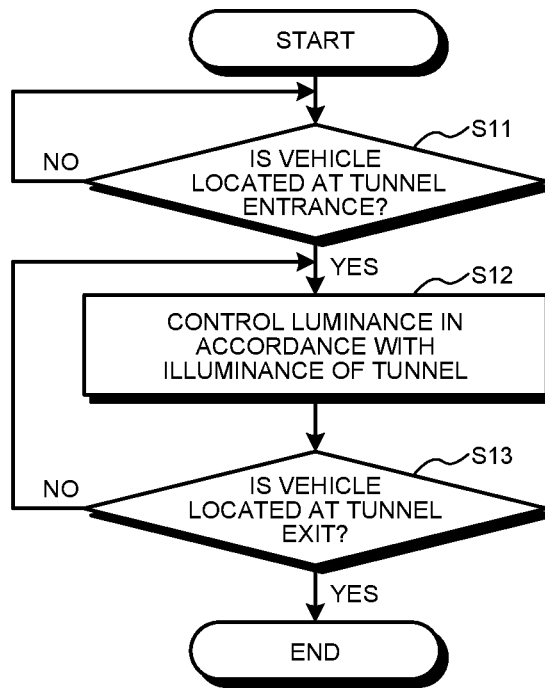 START
S11
NO
IS VEHICLE
LOCATED AT TUNNEL
ENTRANCE?
YES
S12
CONTROL LUMINANCE IN
ACCORDANCE WITH
ILLUMINANCE OF TUNNEL
S13
NO
IS VEHICLE
LOCATED AT TUNNEL
EXIT?
YES
END